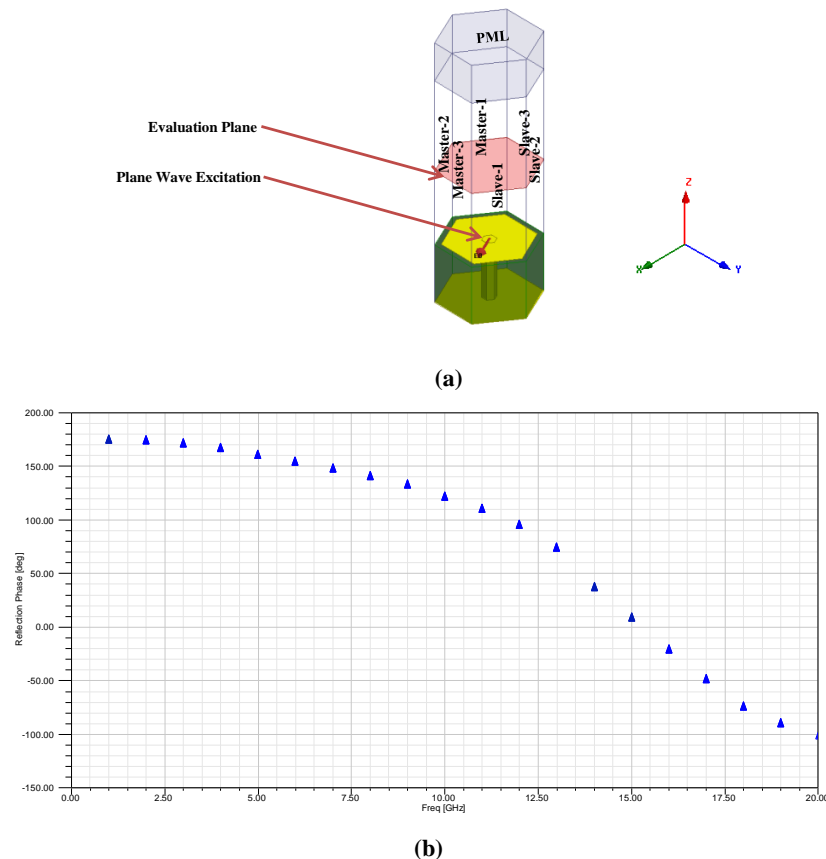 PML
Evaluation Plane
Master-2
Master-3
Master-1
Slave-1
Slave-3
Slave-2
Plane Wave Excitation
Z
X
Y
(a)
200.00
150.00
100.00
50.00
0.00
-50.00
-100.00
-150.00
Reflection Phase [deg]
0.00 2.50 5.00 7.50 10.00 12.50 15.00 17.50 20.00
Freq [GHz]
(b)